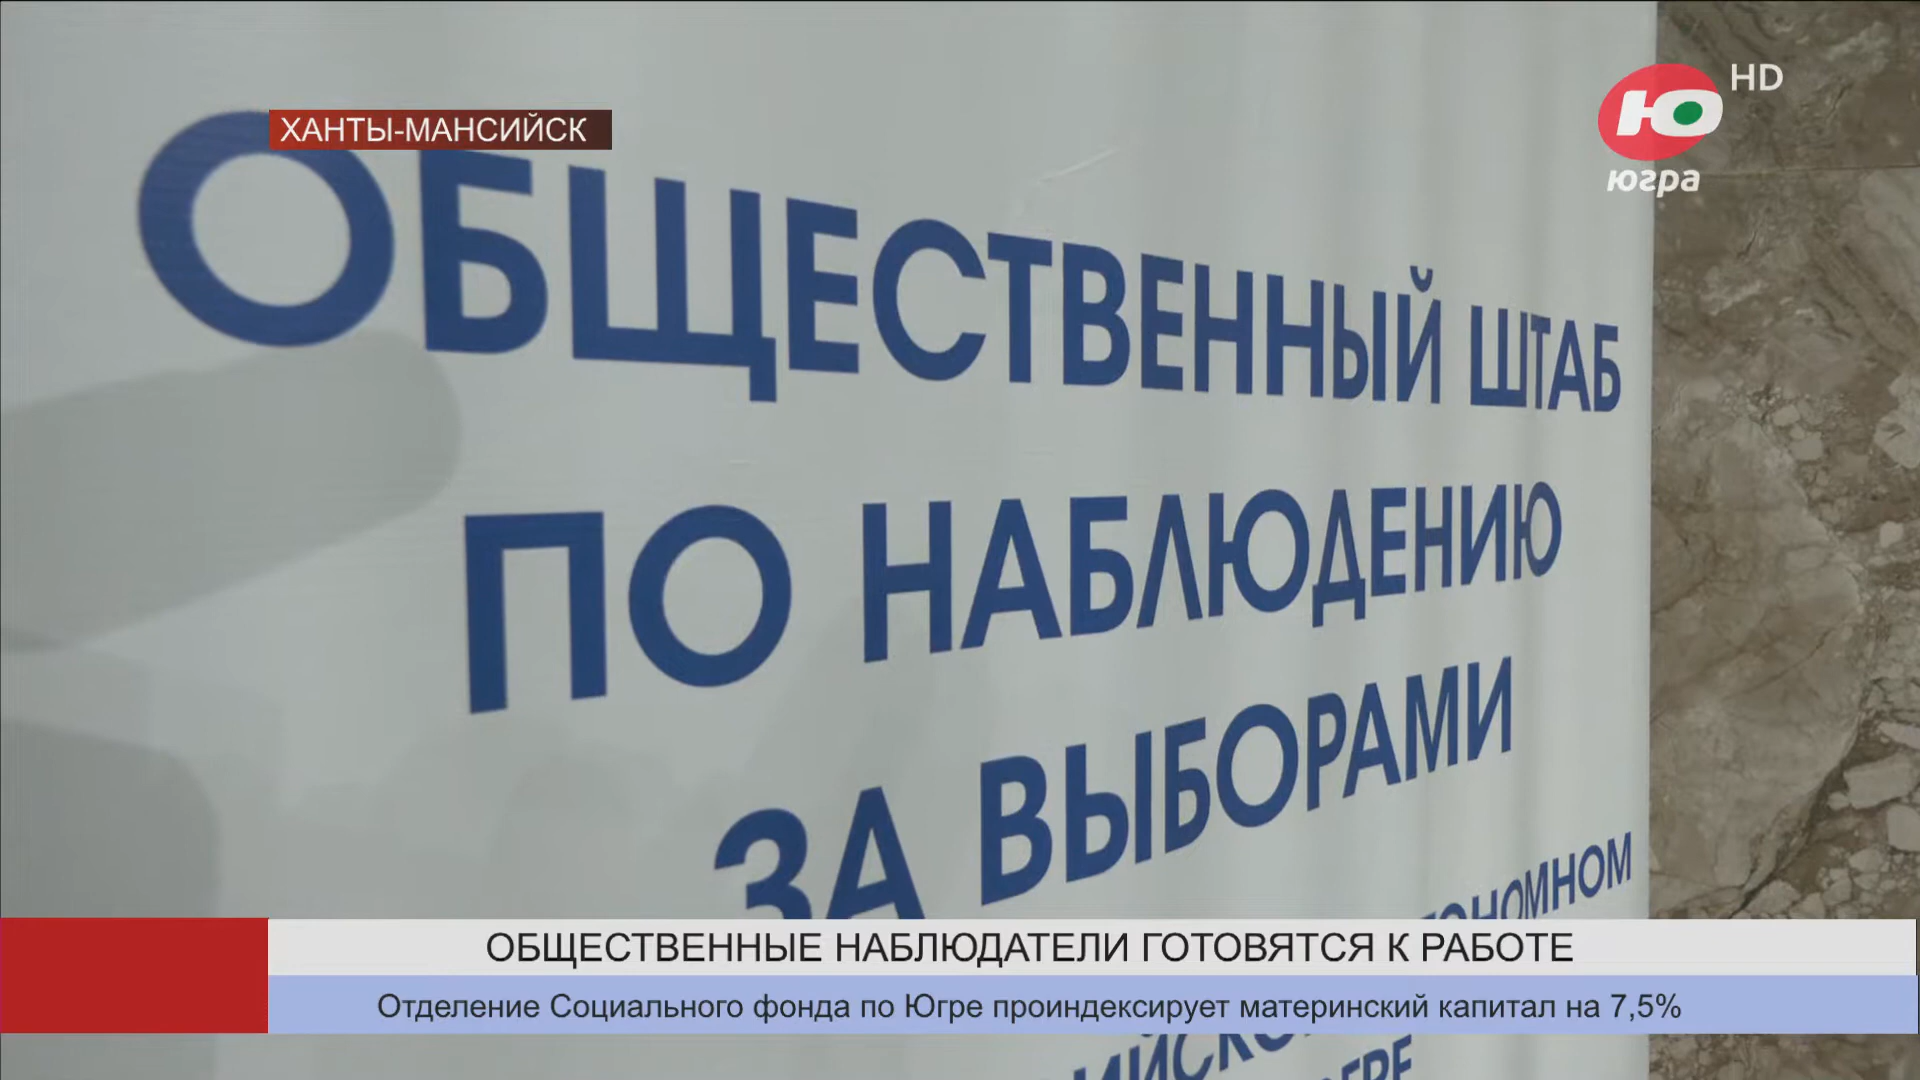 HD
Ю
югра
ХАНТЫ-МАНСИЙСК
ОБЩЕСТВЕННЫЙ ШТАБ
ПО НАБЛЮДЕНИЮ
ЗА ВЫБОРАМИ
ОБЩЕСТВЕННЫЕ НАБЛЮДАТЕЛИ ГОТОВЯТСЯ К РАБОТЕ
Отделение Социального фонда по Югре проиндексирует материнский капитал на 7,5%